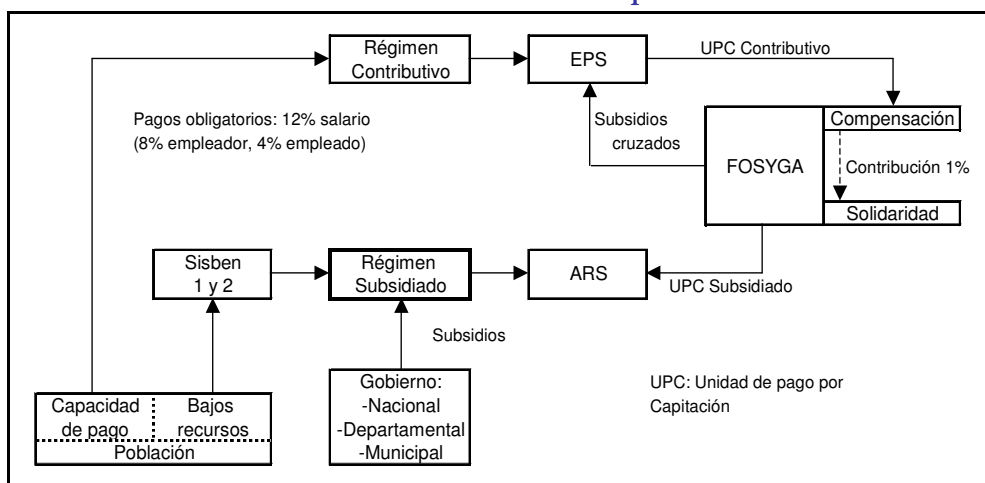 Régimen
Contributivo
EPS
UPC Contributivo
Pagos obligatorios: 12% salario
(8% empleador, 4% empleado)
Subsidios
cruzados
FOSYGA
Compensación
Contribución 1%
Solidaridad
Sisben
1 y 2
Régimen
Subsidiado
ARS
UPC Subsidiado
Subsidios
Gobierno:
-Nacional
-Departamental
-Municipal
UPC: Unidad de pago por
Capitación
Capacidad
de pago
Bajos
recursos
Población